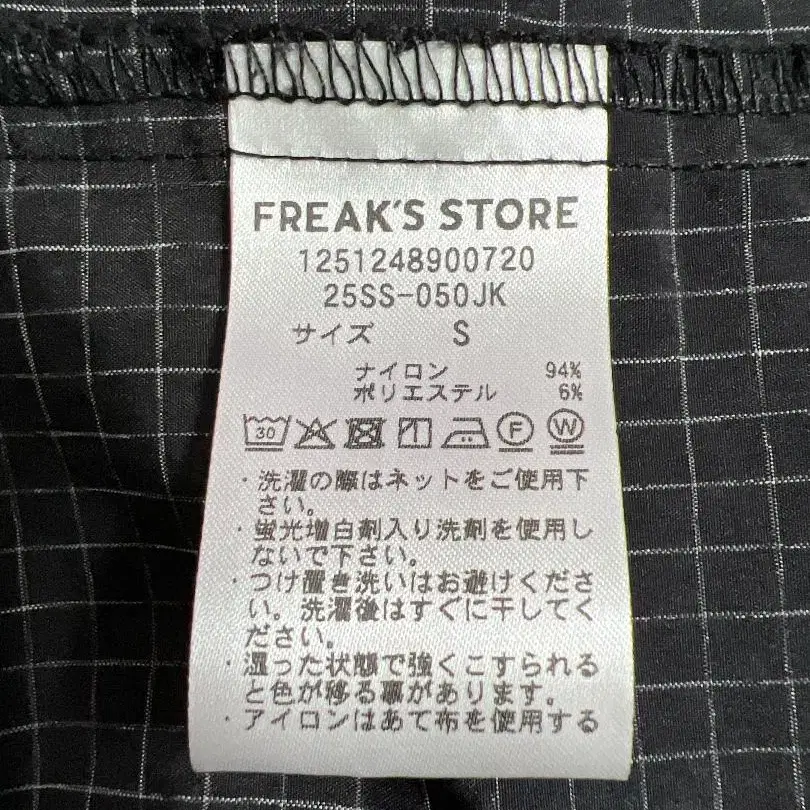 FREAK'S STORE
1251248900720
25SS-050JK
サイズ S
ナイロン 94%
ポリエステル 6%
30 F W
・洗濯の際はネットをご使用下
さい。
・蛍光増白剤入り洗剤を使用し
ないで下さい。
・つけ置き洗いはお避けくださ
い。洗濯後はすぐに干してく
ださい。
・湿った状態で強くこすられる
と色が移る事があります。
・アイロンはあて布を使用する